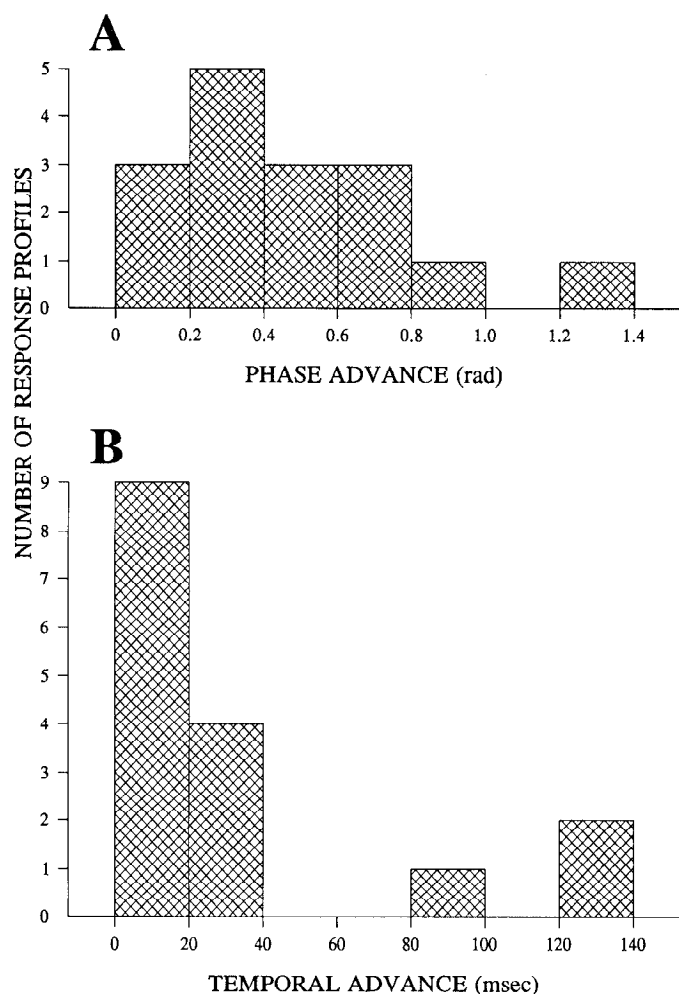 A
5
4
3
2
1
0
0 0.2 0.4 0.6 0.8 1.0 1.2 1.4
PHASE ADVANCE (rad)
NUMBER OF RESPONSE PROFILES
B
9
8
7
6
5
4
3
2
1
0
0 20 40 60 80 100 120 140
TEMPORAL ADVANCE (msec)